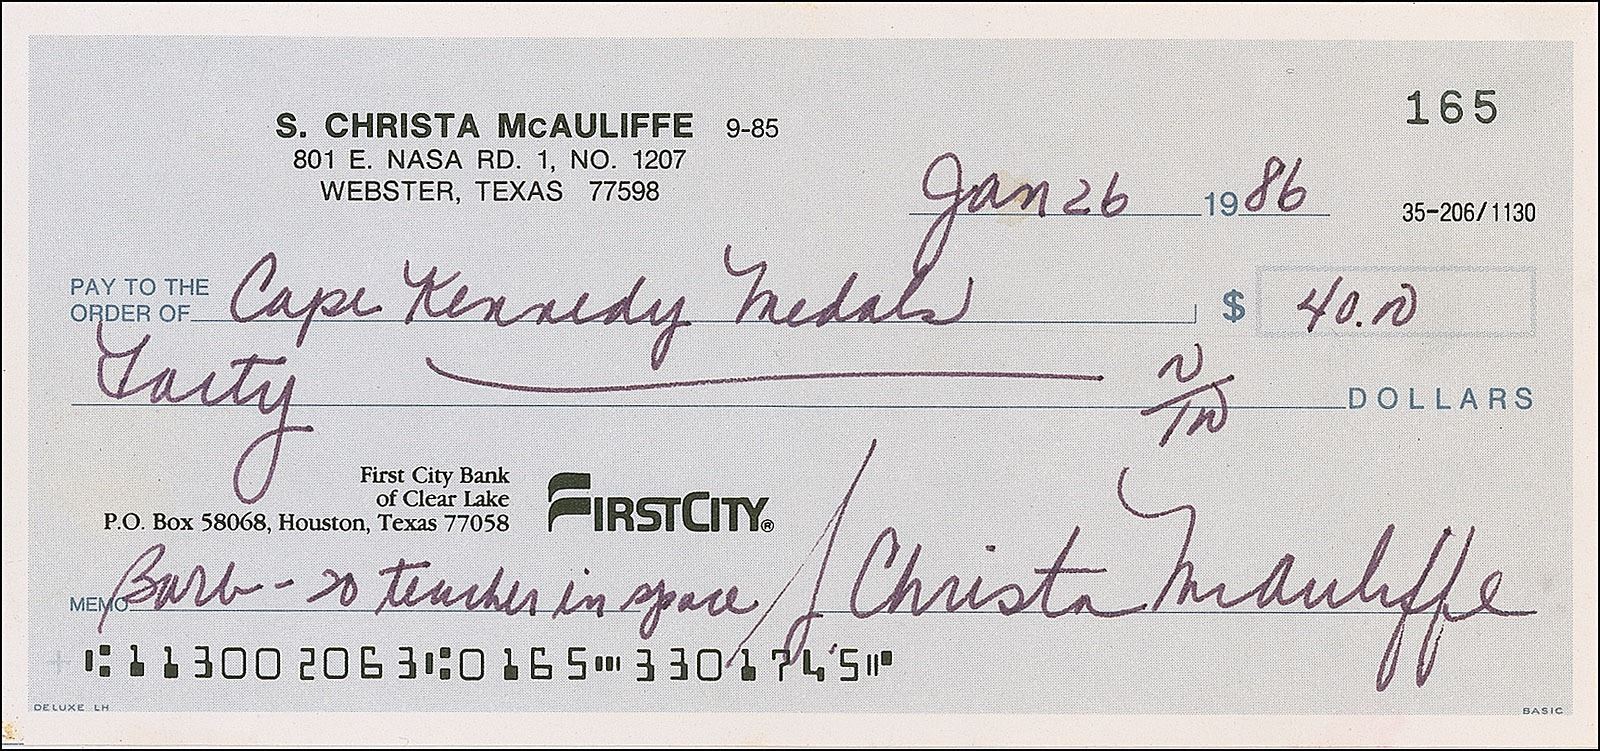 165
S. CHRISTA McAULIFFE 9-85
801 E. NASA RD. 1, NO. 1207
WEBSTER, TEXAS 77598
Jan 26 1986
35-206/1130
PAY TO THE ORDER OF Cape Kennedy Medals $ 40.00
Forty 00/100 DOLLARS
First City Bank
of Clear Lake
P.O. Box 58068, Houston, Texas 77058
FIRSTCITY®
MEMO Barb - 20 teacher in space S Christa McAuliffe
⑆113002063⑆0165⑈3301745⑈
DELUXE LH BASIC